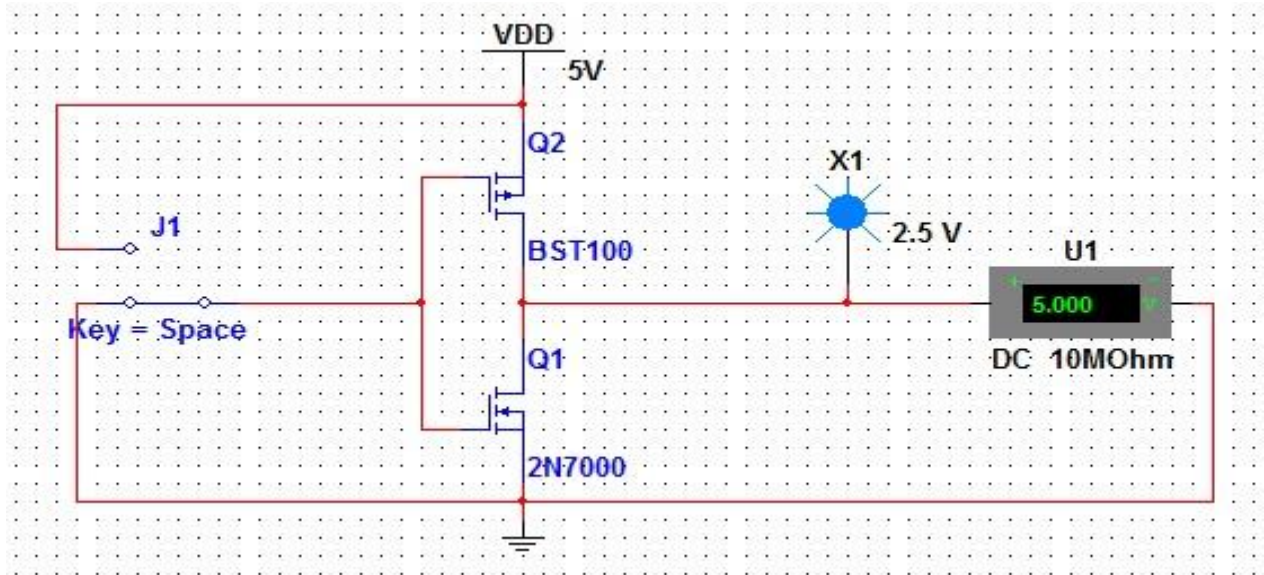 VDD
5V
Q2
X1
J1
2.5 V
BST100
U1
+ -
5.000 V
Key = Space
Q1
DC 10MOhm
2N7000